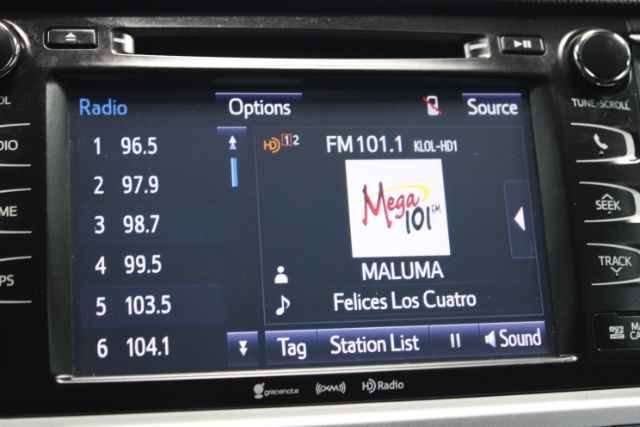 Radio Options Source
1 96.5
2 97.9
3 98.7
4 99.5
5 103.5
6 104.1
HD 1 2 FM 101.1 KLOL-HD1
Mega
101 FM
MALUMA
Felices Los Cuatro
Tag Station List Sound
TUNE•SCROLL
SEEK
TRACK
gracenote (XM) HD Radio